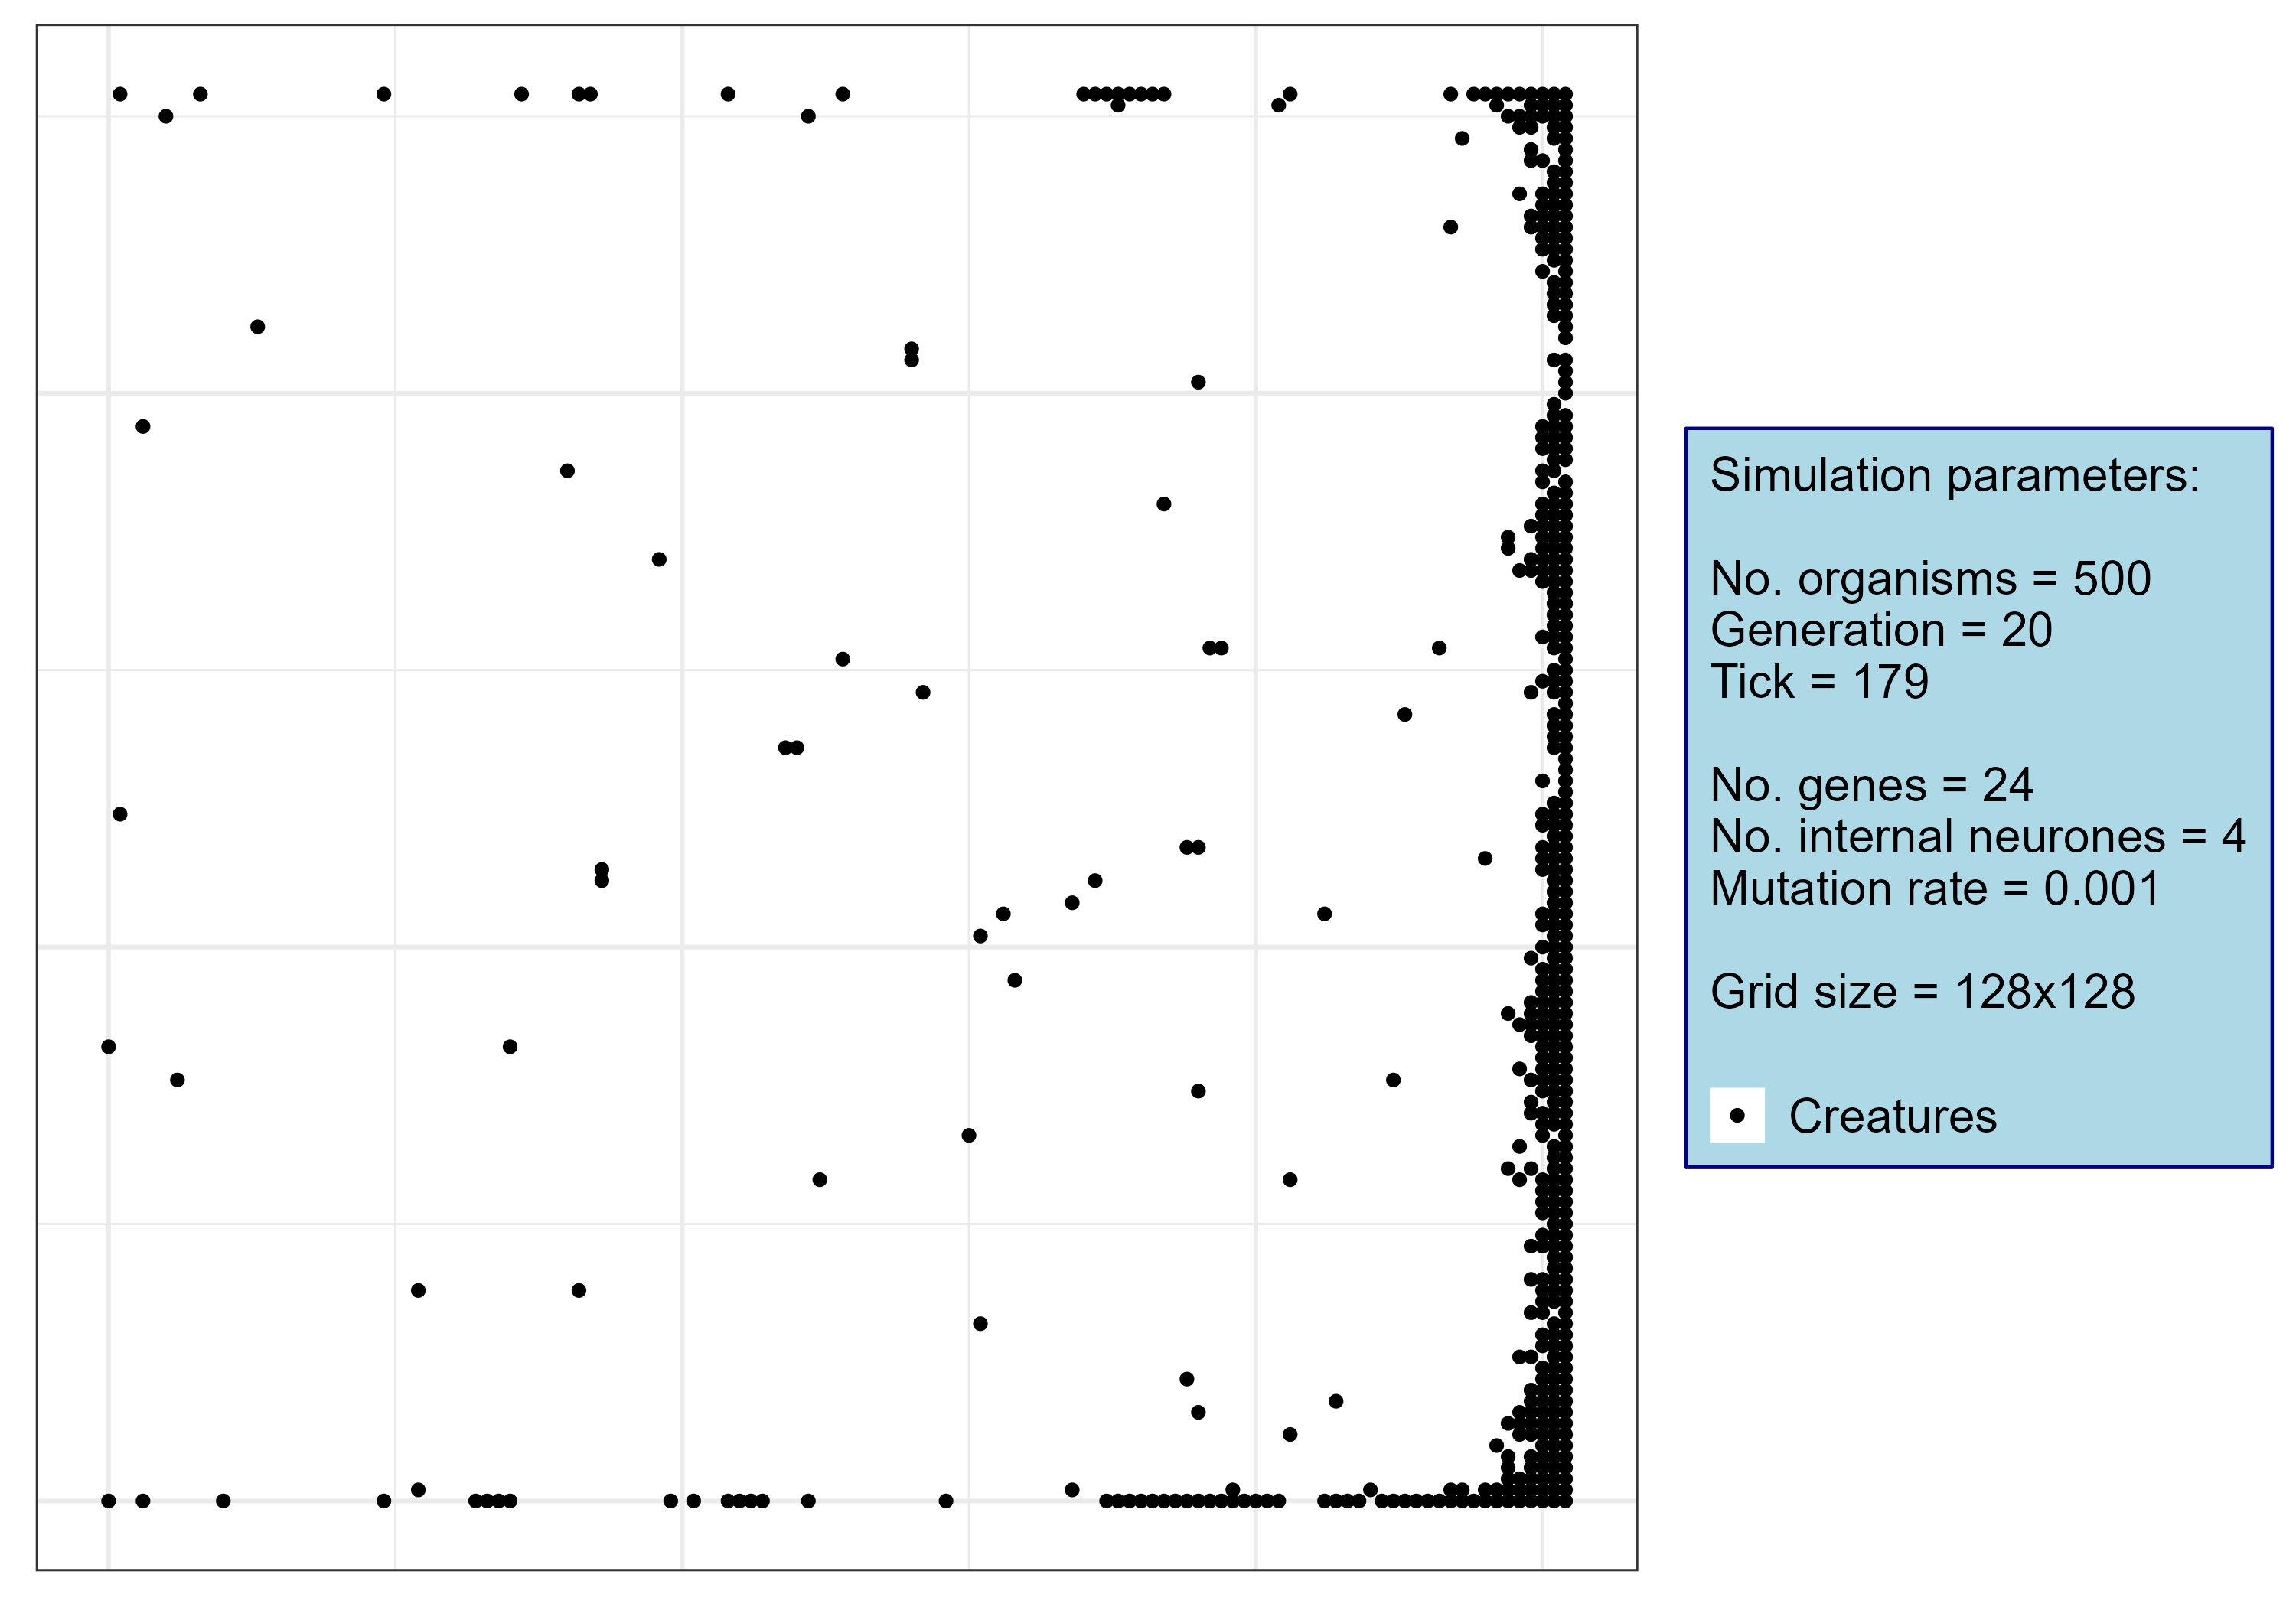 Simulation parameters:
No. organisms = 500
Generation = 20
Tick = 179
No. genes = 24
No. internal neurones = 4
Mutation rate = 0.001
Grid size = 128x128
Creatures